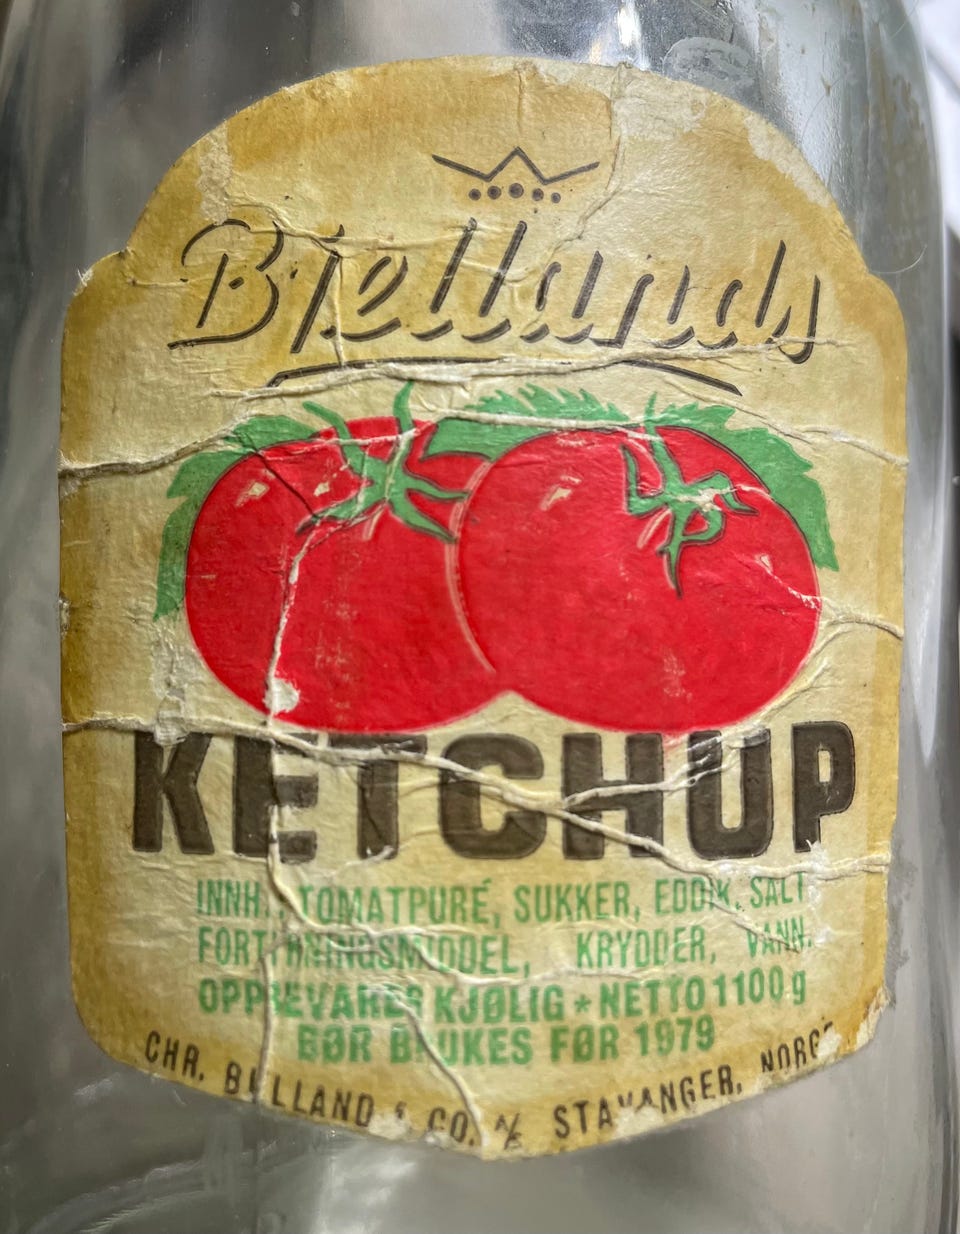 Bjellands
KETCHUP
INNH.: TOMATPURÉ, SUKKER, EDDIK, SALT
FORTYKNINGSMIDDEL, KRYDDER, VANN.
OPPBEVARES KJØLIG * NETTO 1100 g
BØR BRUKES FØR 1979
CHR. BJELLAND & CO. A/S STAVANGER, NORGE